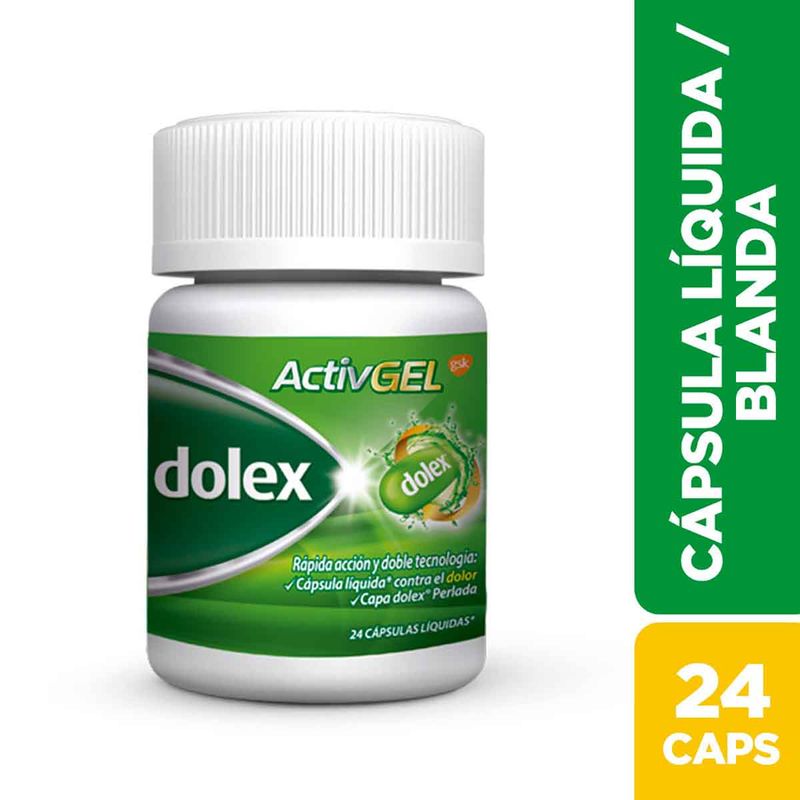 ActivGEL
gsk
dolex
dolex
Rápida acción y doble tecnología:
✓Cápsula líquida* contra el dolor
✓Capa dolex® Perlada
24 CÁPSULAS LÍQUIDAS*
CÁPSULA LÍQUIDA /
BLANDA
24
CAPS